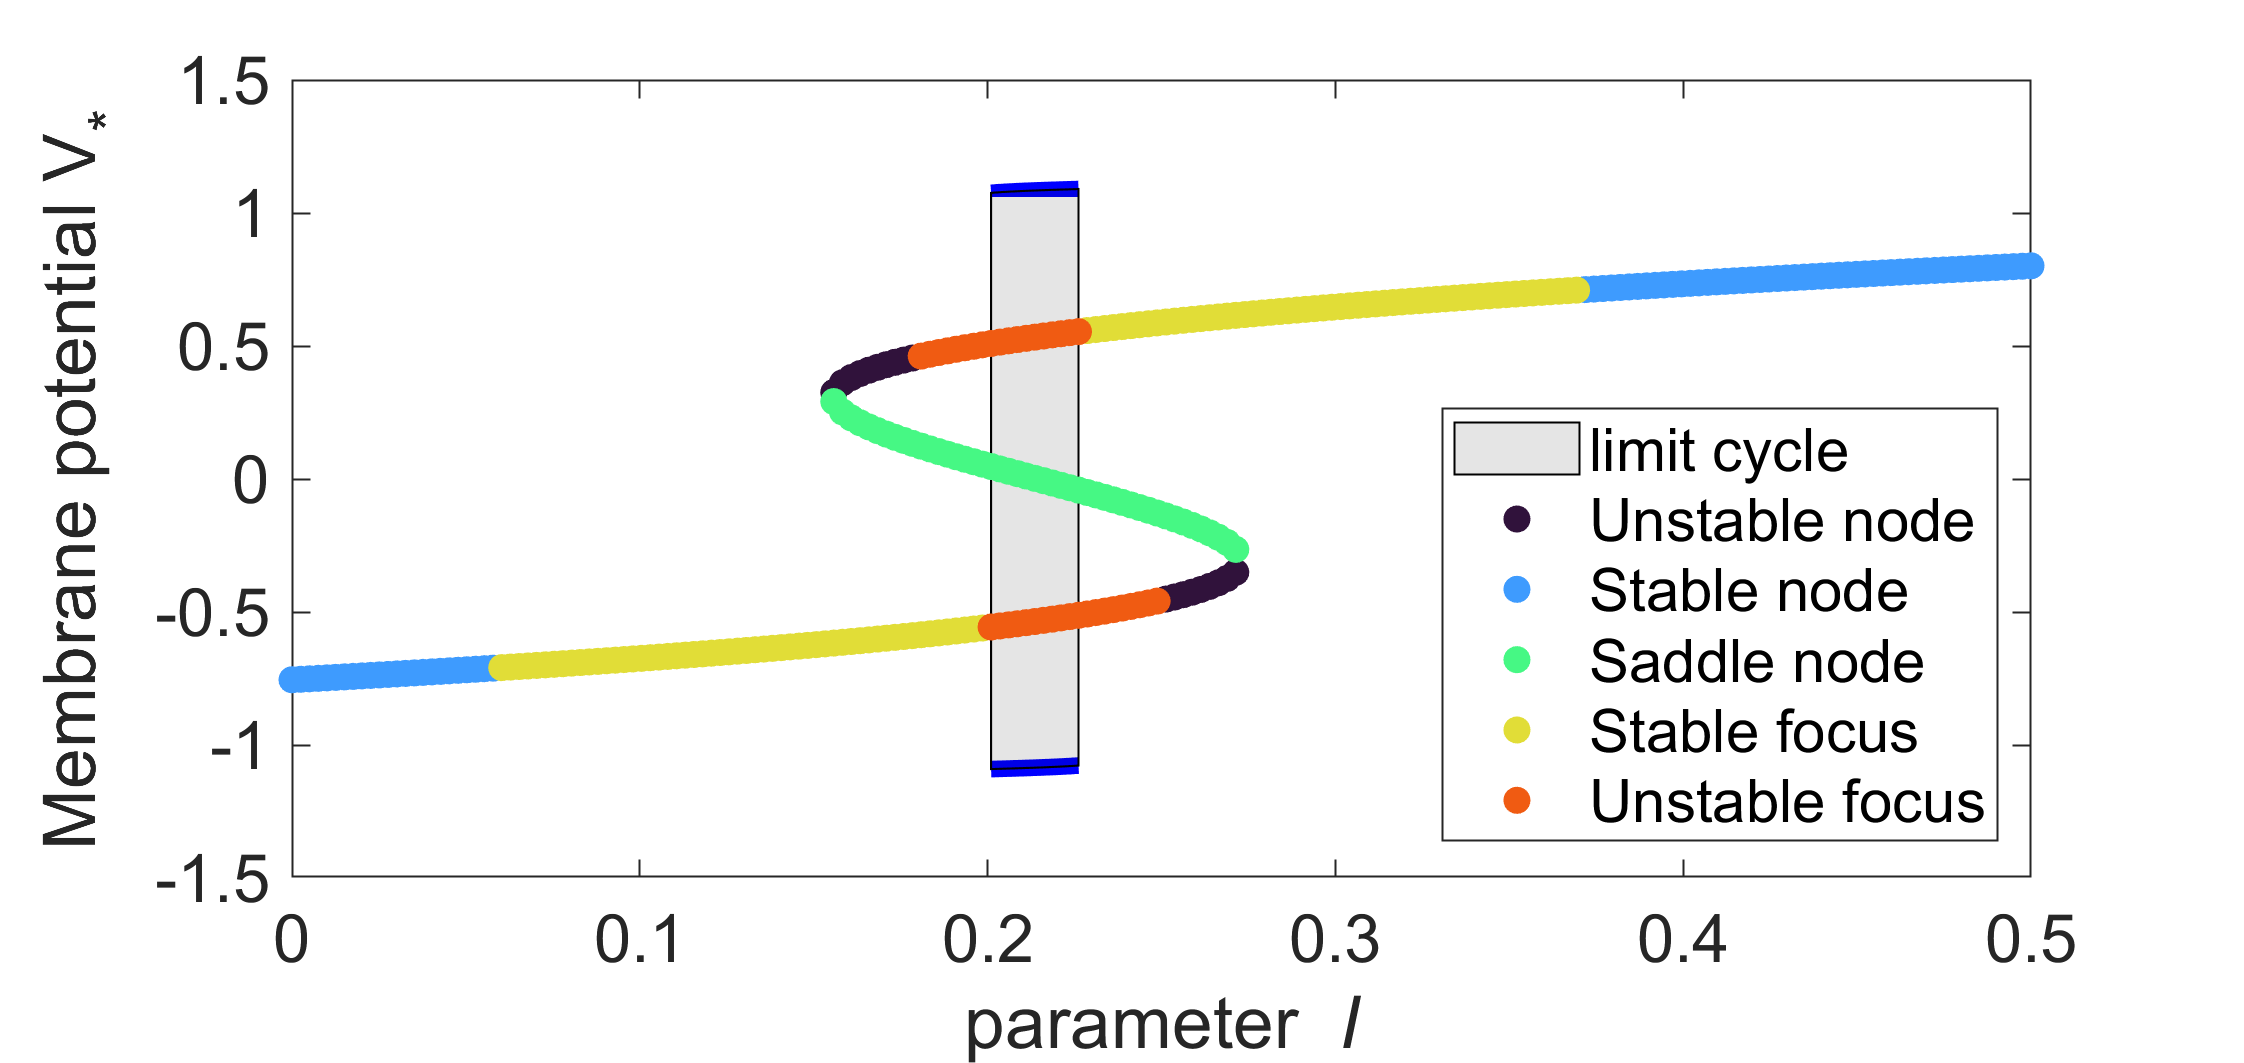 Membrane potential V*
1.5
1
0.5
0
-0.5
-1
-1.5
limit cycle
Unstable node
Stable node
Saddle node
Stable focus
Unstable focus
0 0.1 0.2 0.3 0.4 0.5
parameter I